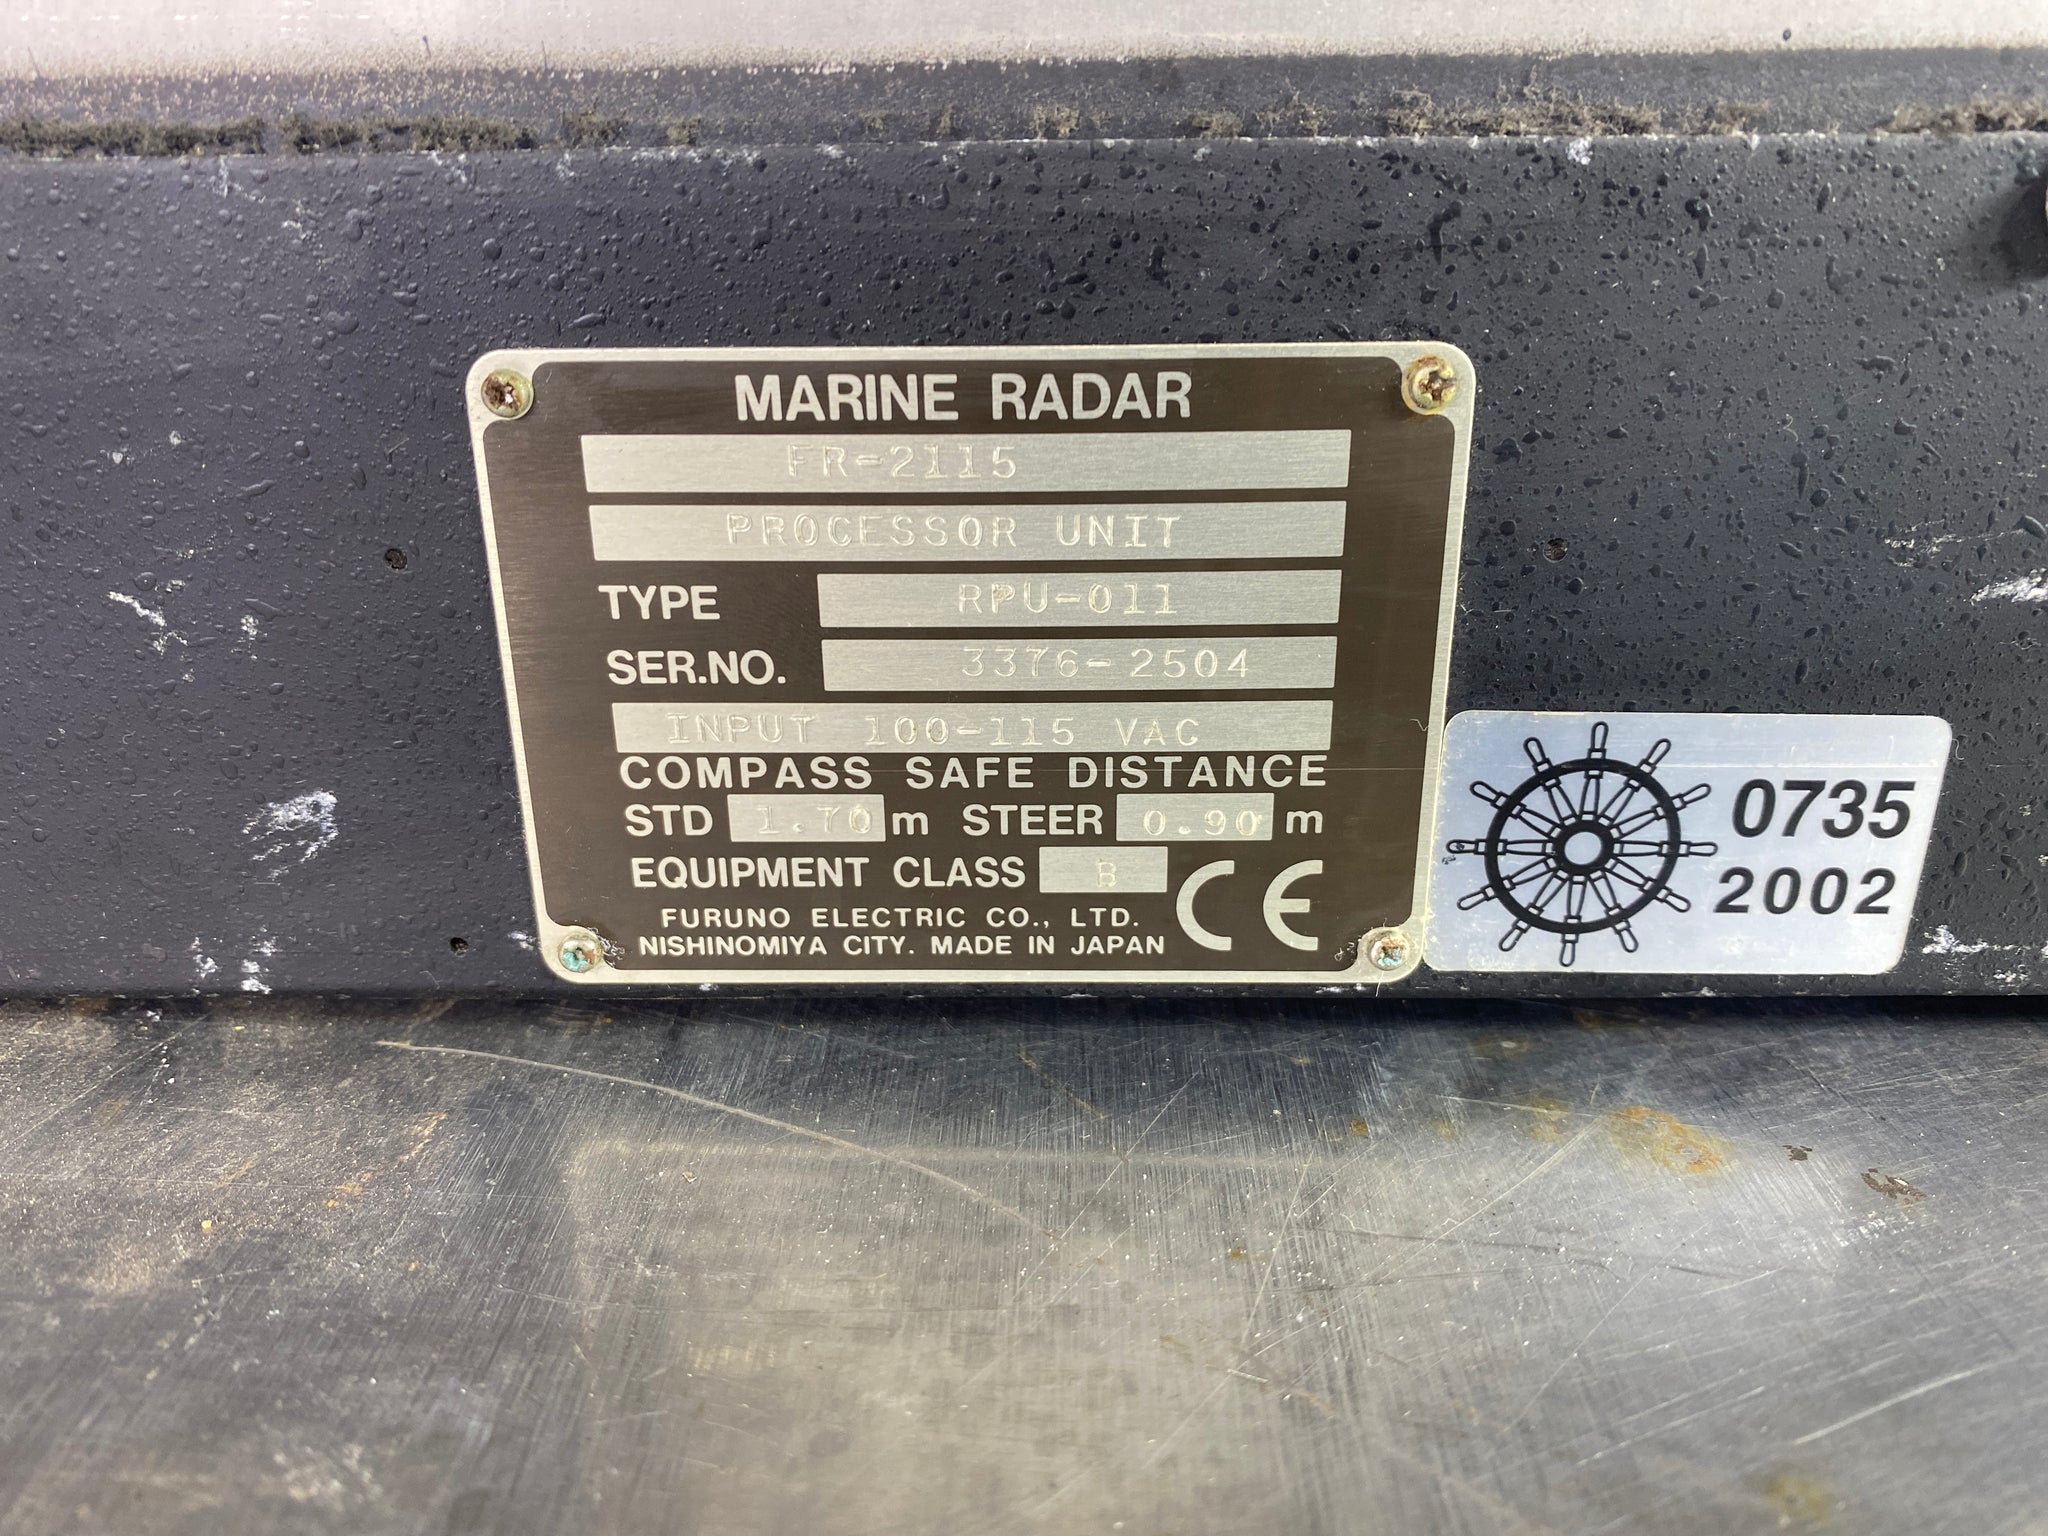 MARINE RADAR
FR-2115
PROCESSOR UNIT
TYPE RPU-011
SER.NO. 3376-2504
INPUT 100-115 VAC
COMPASS SAFE DISTANCE
STD 1.70 m STEER 0.90 m
EQUIPMENT CLASS B
FURUNO ELECTRIC CO., LTD.
NISHINOMIYA CITY. MADE IN JAPAN
CE
0735
2002